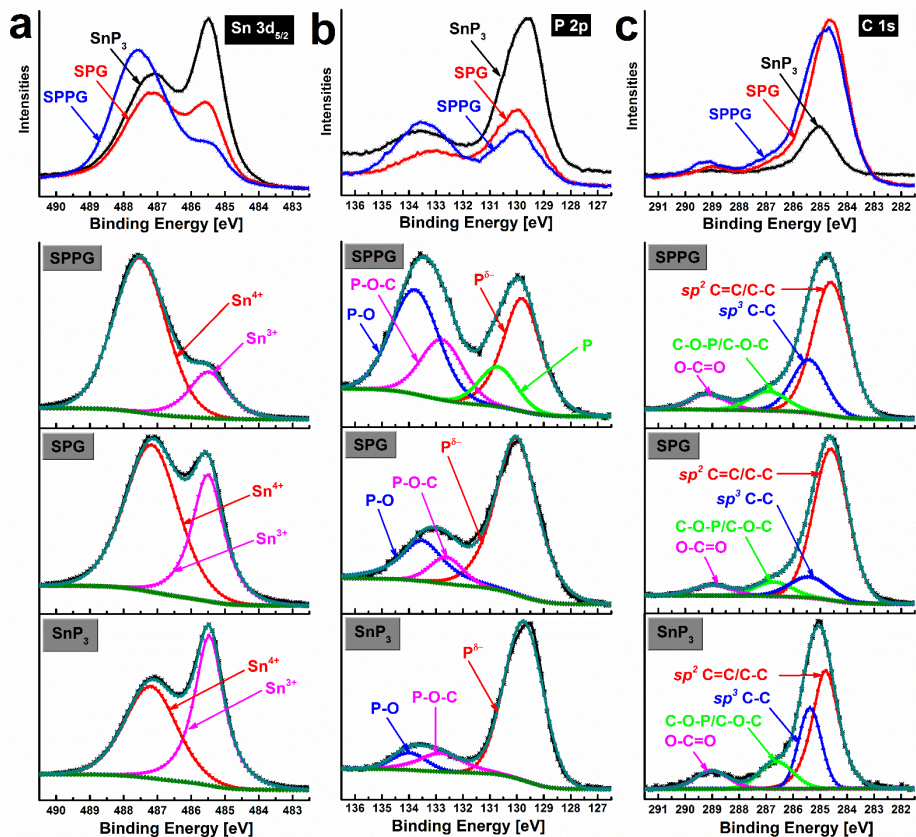 a
Sn 3d5/2
SnP3
SPG
SPPG
Intensities
490 489 488 487 486 485 484 483
Binding Energy [eV]
b
P 2p
SnP3
SPG
SPPG
Intensities
136 135 134 133 132 131 130 129 128 127
Binding Energy [eV]
c
C 1s
SnP3
SPG
SPPG
Intensities
291 290 289 288 287 286 285 284 283 282
Binding Energy [eV]
SPPG
Sn4+
Sn3+
SPPG
P-O-C
Pδ−
P-O
P
SPPG
sp2 C=C/C-C
sp3 C-C
C-O-P/C-O-C
O-C=O
SPG
Sn4+
Sn3+
SPG
Pδ−
P-O-C
P-O
SPG
sp2 C=C/C-C
sp3 C-C
C-O-P/C-O-C
O-C=O
SnP3
Sn4+
Sn3+
490 489 488 487 486 485 484 483
Binding Energy [eV]
SnP3
Pδ−
P-O-C
P-O
136 135 134 133 132 131 130 129 128 127
Binding Energy [eV]
SnP3
sp2 C=C/C-C
sp3 C-C
C-O-P/C-O-C
O-C=O
291 290 289 288 287 286 285 284 283 282
Binding Energy [eV]